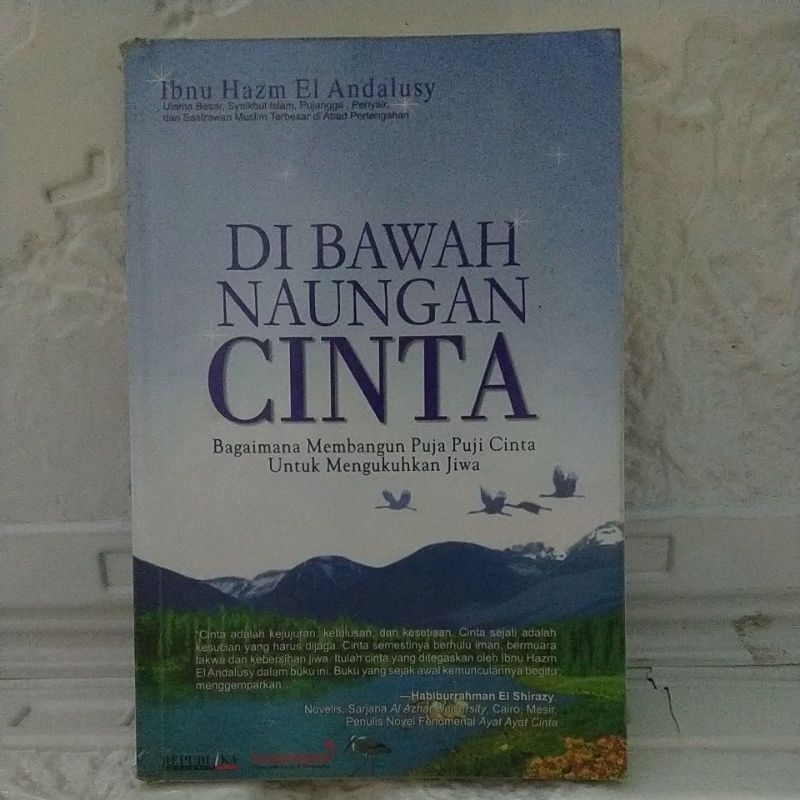 Ibnu Hazm El Andalusy
Ulama Besar, Syaikhul Islam, Pujangga, Penyair,
dan Sastrawan Muslim Terbesar di Abad Pertengahan
DI BAWAH
NAUNGAN
CINTA
Bagaimana Membangun Puja Puji Cinta
Untuk Mengukuhkan Jiwa
"Cinta adalah kejujuran, ketulusan, dan kesetiaan. Cinta sejati adalah
kesucian yang harus dijaga. Cinta semestinya berhulu iman, bermuara
takwa dan kebersihan jiwa. Itulah cinta yang ditegaskan oleh Ibnu Hazm
El Andalusy dalam buku ini. Buku yang sejak awal kemunculannya begitu
menggemparkan.
—Habiburrahman El Shirazy,
Novelis, Sarjana Al Azhar University, Cairo, Mesir,
Penulis Novel Fenomenal Ayat Ayat Cinta
REPUBLIKA